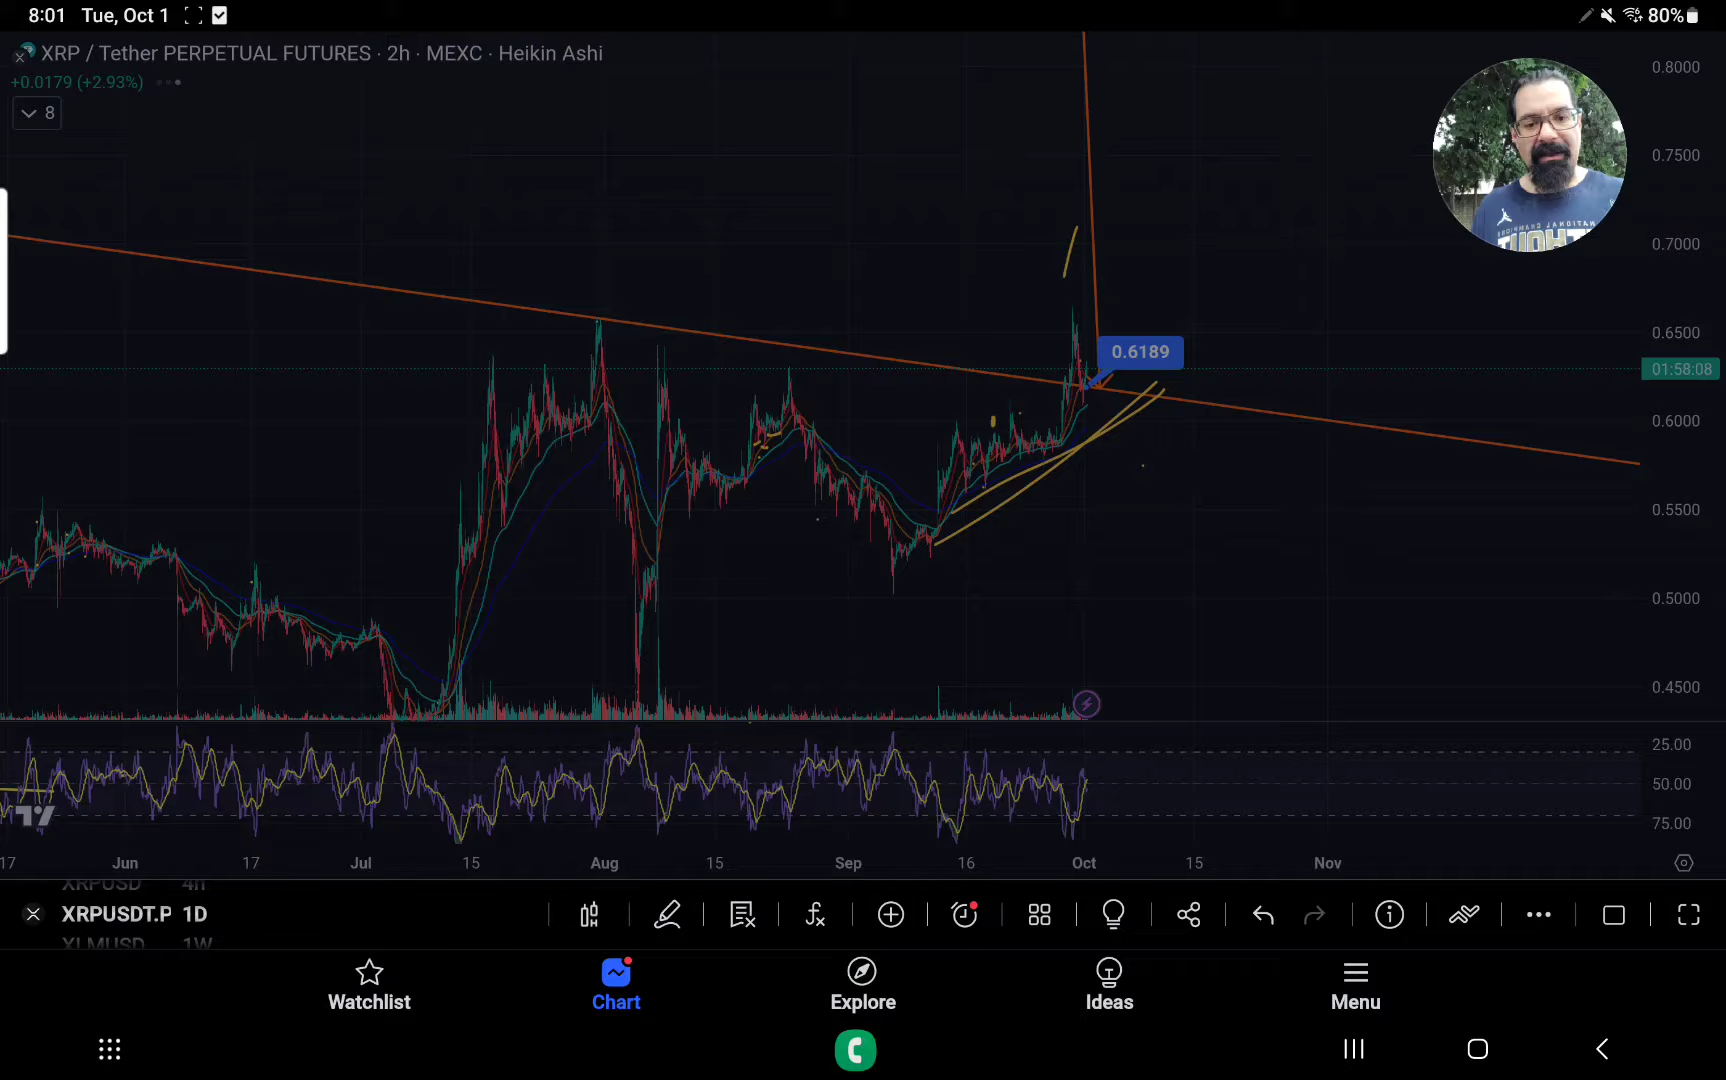 8:01 Tue, Oct 1 80%
XRP / Tether PERPETUAL FUTURES · 2h · MEXC · Heikin Ashi
+0.0179 (+2.93%)
8
0.8000
0.7500
0.7000
0.6500
0.6189
01:58:08
0.6000
0.5500
0.5000
0.4500
25.00
50.00
75.00
17 Jun 17 Jul 15 Aug 15 Sep 16 Oct 15 Nov
XRPUSD 4h
XRPUSDT.P 1D
XLMUSD 1W
Watchlist Chart Explore Ideas Menu